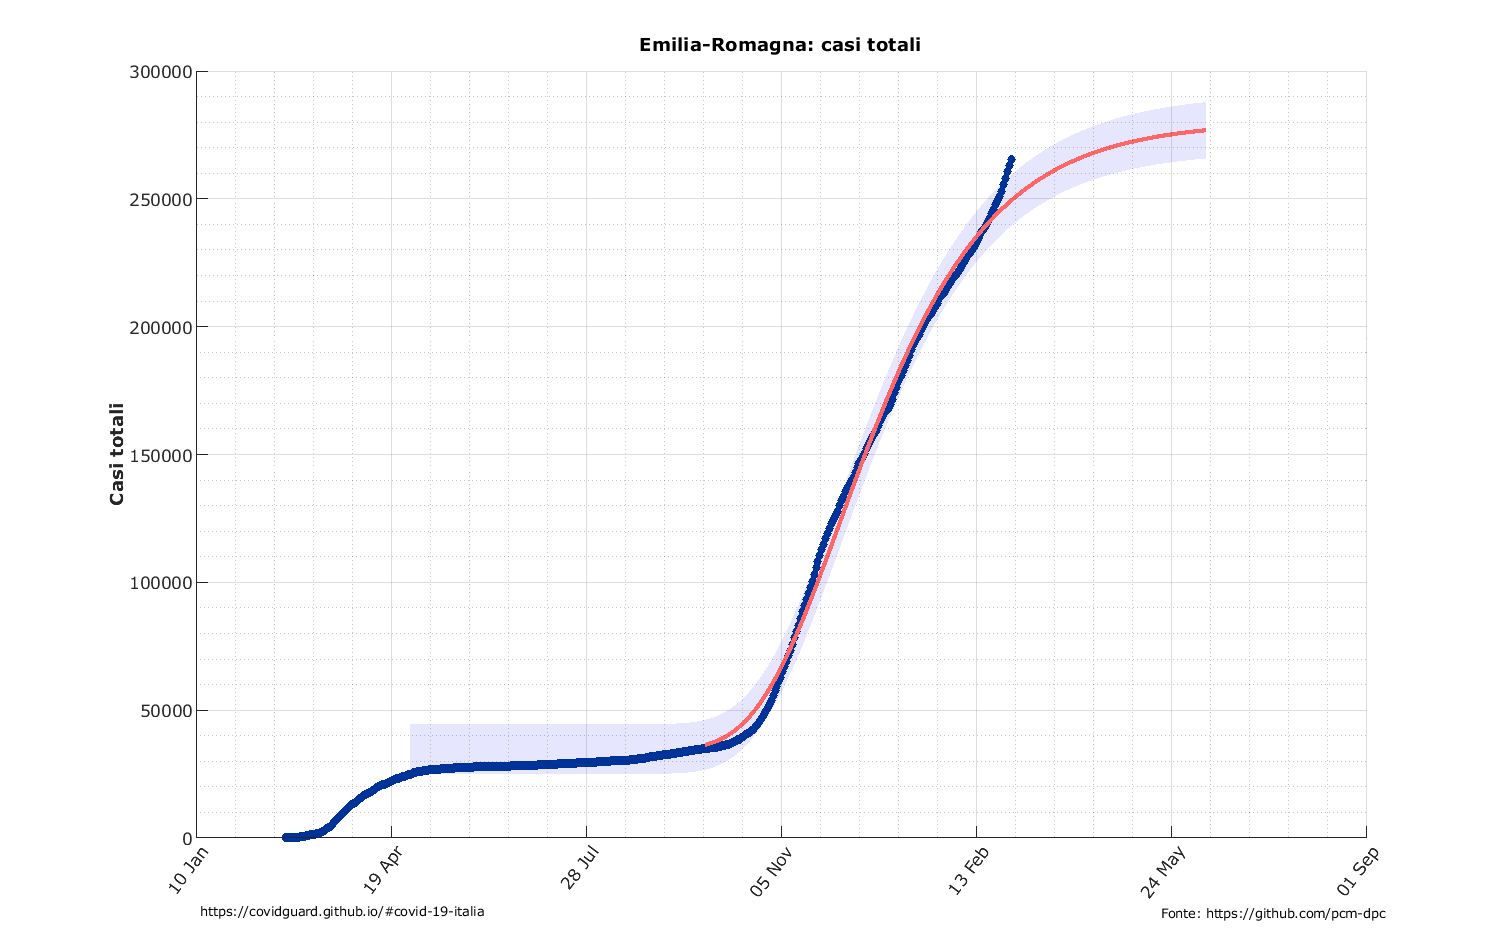 Emilia-Romagna: casi totali
Casi totali
300000
250000
200000
150000
100000
50000
0
10 Jan
19 Apr
28 Jul
05 Nov
13 Feb
24 May
01 Sep
https://covidguard.github.io/#covid-19-italia
Fonte: https://github.com/pcm-dpc